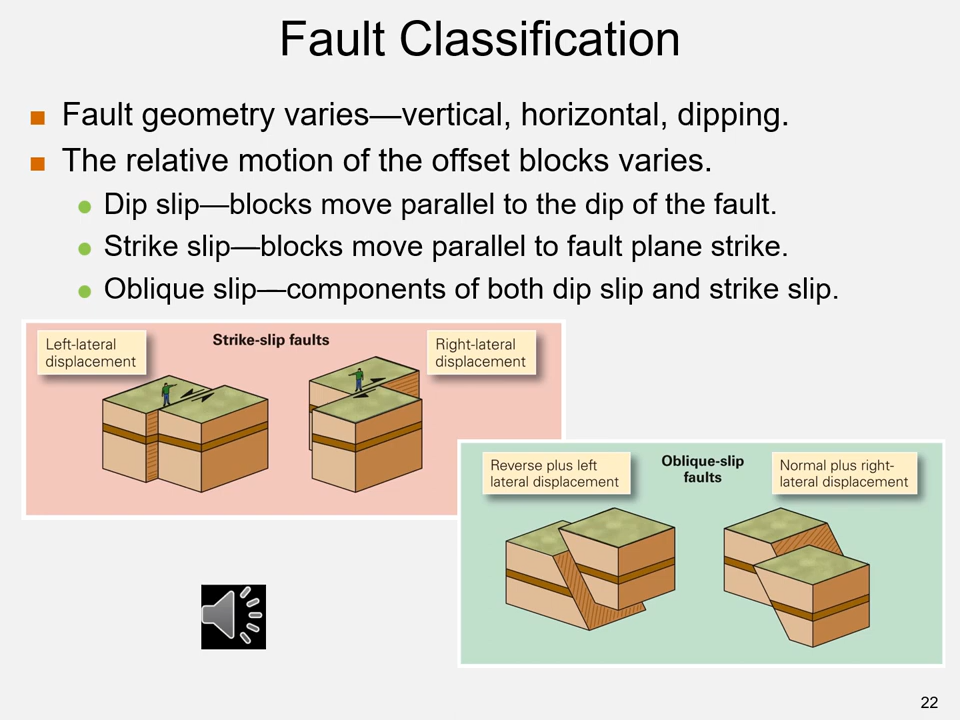 Fault Classification
Fault geometry varies—vertical, horizontal, dipping.
The relative motion of the offset blocks varies.
Dip slip—blocks move parallel to the dip of the fault.
Strike slip—blocks move parallel to fault plane strike.
Oblique slip—components of both dip slip and strike slip.
Left-lateral
displacement
Strike-slip faults
Right-lateral
displacement
Reverse plus left
lateral displacement
Oblique-slip
faults
Normal plus right-
lateral displacement
22